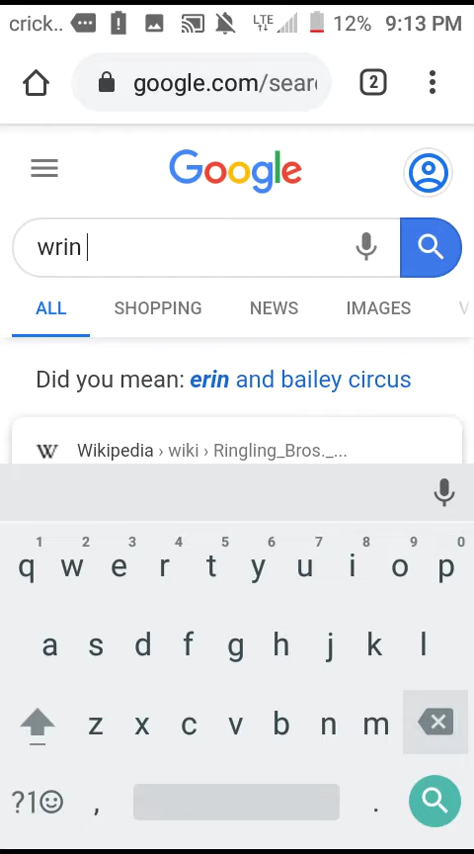 crick.. LTE 12% 9:13 PM
google.com/sear 2
Google
wrin
ALL SHOPPING NEWS IMAGES V
Did you mean: erin and bailey circus
W Wikipedia › wiki › Ringling_Bros._...
1 2 3 4 5 6 7 8 9 0
q w e r t y u i o p
a s d f g h j k l
z x c v b n m
?1☺ , .